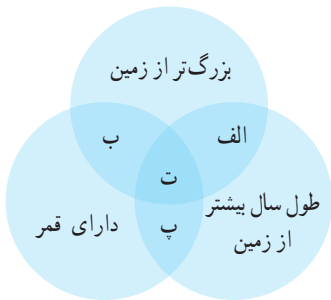 بزرگ‌تر از زمین
الف
ب
ت
طول سال بیشتر
از زمین
پ
دارای قمر